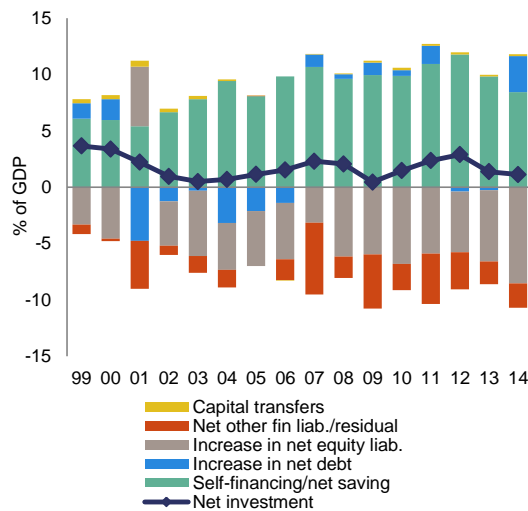 % of GDP
15
10
5
0
-5
-10
-15
99 00 01 02 03 04 05 06 07 08 09 10 11 12 13 14
Capital transfers
Net other fin liab./residual
Increase in net equity liab.
Increase in net debt
Self-financing/net saving
Net investment